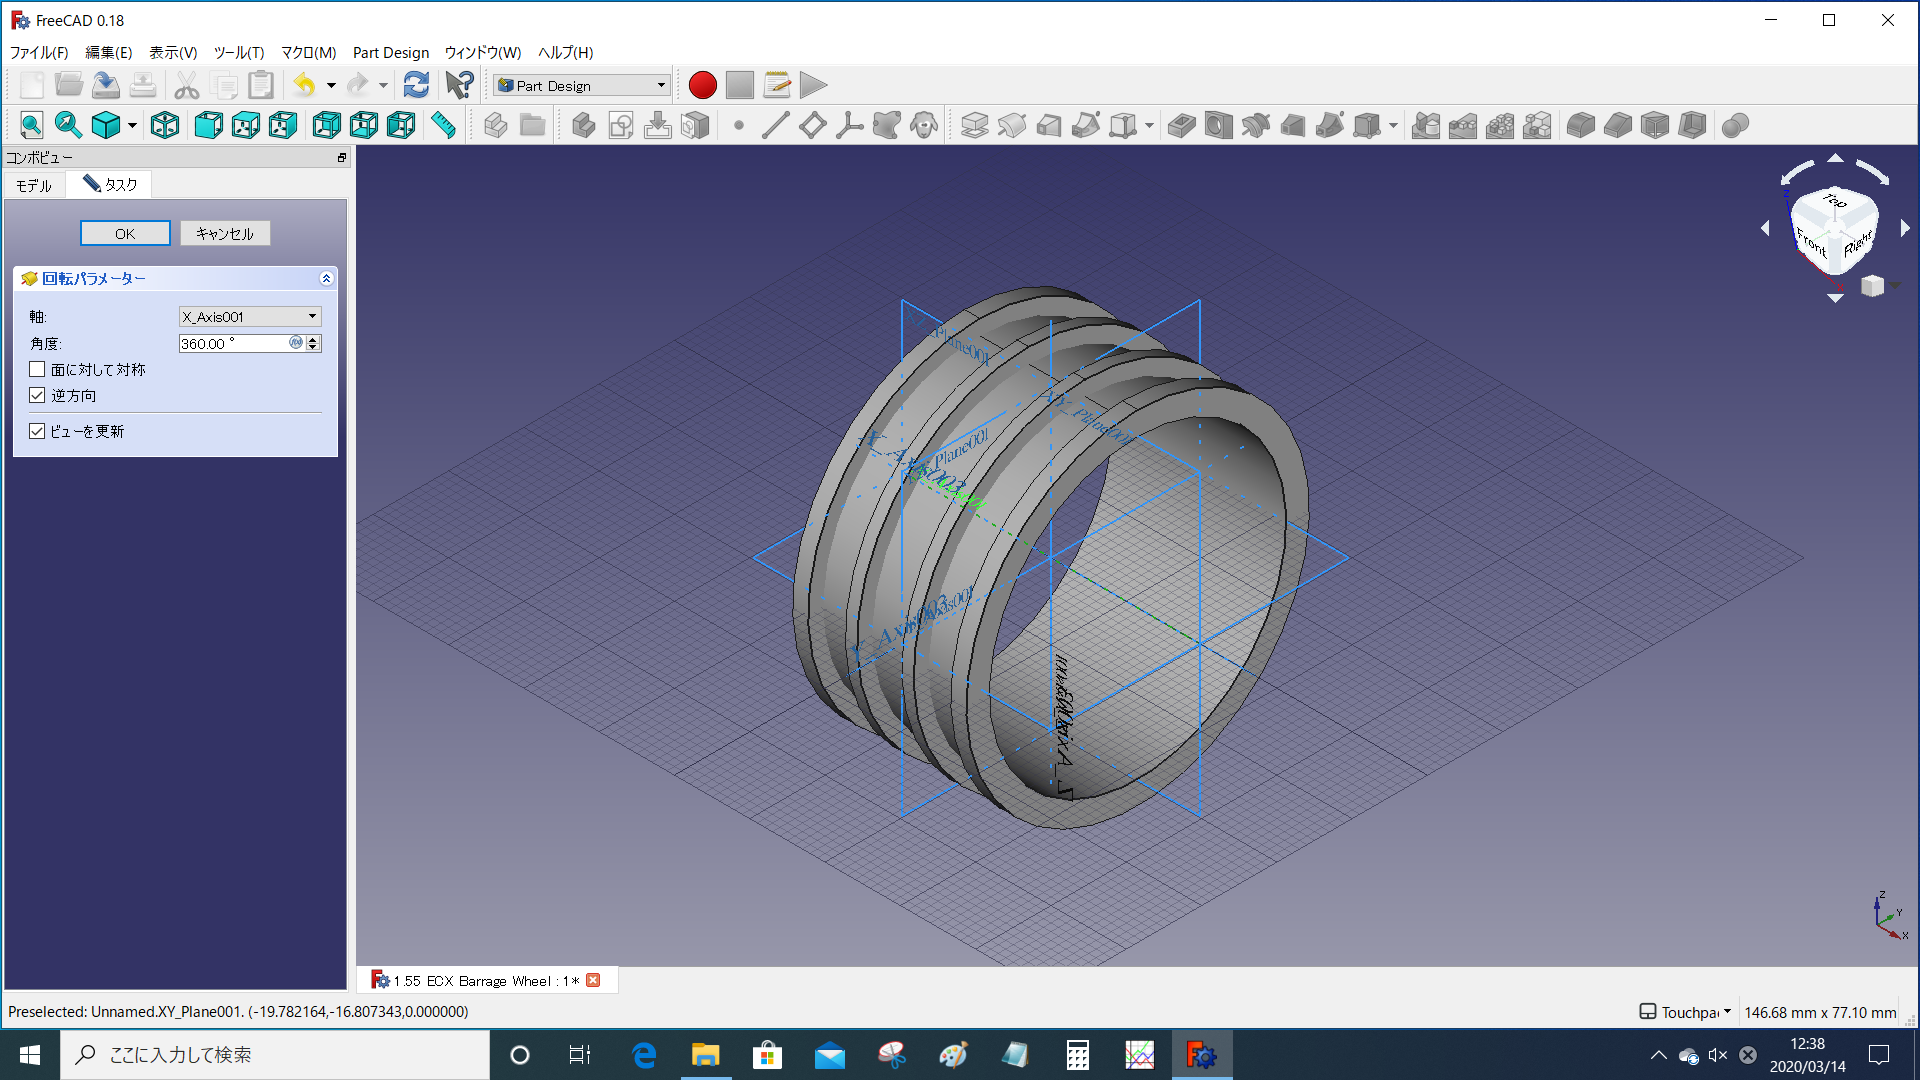 FreeCAD 0.18
ファイル(F) 編集(E) 表示(V) ツール(T) マクロ(M) Part Design ウィンドウ(W) ヘルプ(H)
Part Design
コンボビュー
モデル タスク
OK キャンセル
回転パラメーター
軸: X_Axis001
角度: 360.00 °
面に対して対称
逆方向
ビューを更新
Top
Front Right
XY_Plane001
Z
Y
X
1.55 ECX Barrage Wheel : 1*
Preselected: Unnamed.XY_Plane001. (-19.782164,-16.807343,0.000000)
146.68 mm x 77.10 mm
ここに入力して検索
12:38
2020/03/14